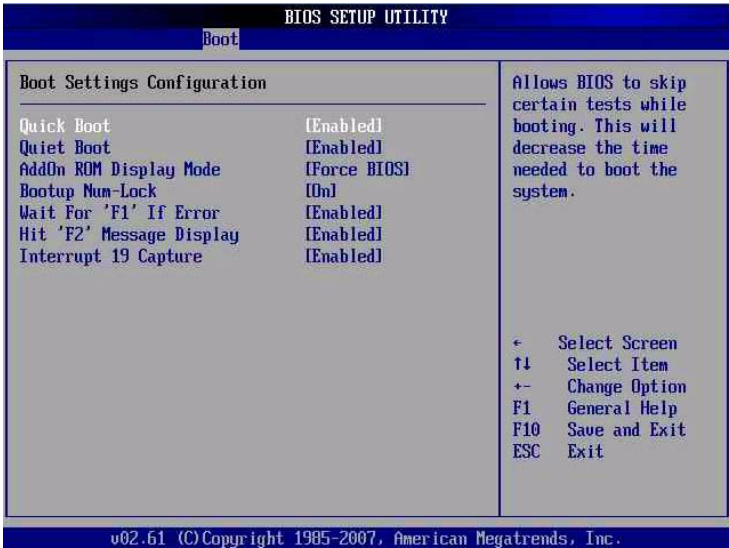 BIOS SETUP UTILITY
Boot
Boot Settings Configuration
Quick Boot [Enabled]
Quiet Boot [Enabled]
AddOn ROM Display Mode [Force BIOS]
Bootup Num-Lock [On]
Wait For 'F1' If Error [Enabled]
Hit 'F2' Message Display [Enabled]
Interrupt 19 Capture [Enabled]
Allows BIOS to skip
certain tests while
booting. This will
decrease the time
needed to boot the
system.
← Select Screen
↑↓ Select Item
+- Change Option
F1 General Help
F10 Save and Exit
ESC Exit
v02.61 (C)Copyright 1985-2007, American Megatrends, Inc.